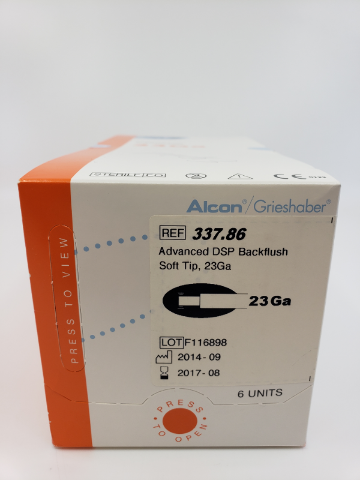 STERILE EO
Alcon®/Grieshaber®
REF 337.86
Advanced DSP Backflush
Soft Tip, 23Ga
23Ga
LOT F116898
2014-09
2017-08
6 UNITS
PRESS TO VIEW
PRESS
TO OPEN